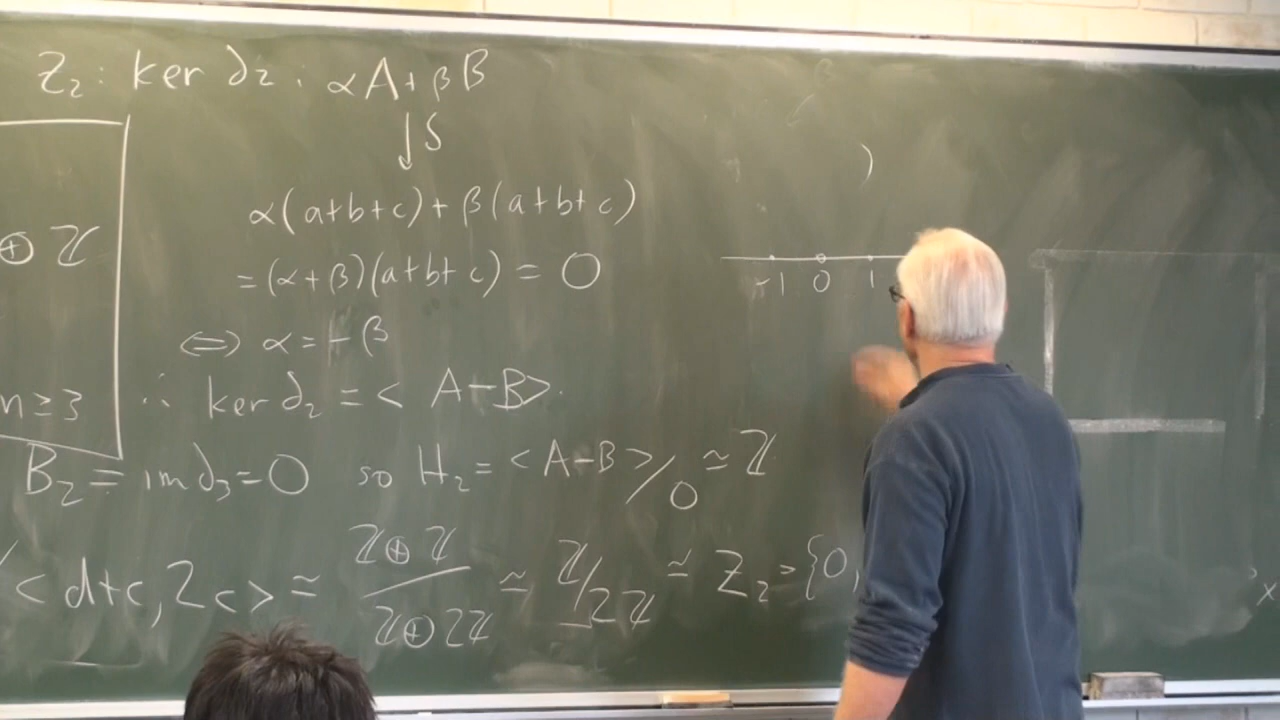 Z₂: ker ∂₂: αA + βB
↓ S
α(a+b+c) + β(a+b+c)
⊕ ℤ
= (α+β)(a+b+c) = 0
⟺ α = -β
n ≥ 3
∴ ker ∂₂ = < A-B >.
B₂ = im ∂₃ = 0 so H₂ = <A-B>/0 ≃ ℤ
/<d+c, 2c> ≃ ℤ⊕ℤ / ℤ⊕2ℤ ≃ ℤ/2ℤ ≃ Z₂ = {0,
)
-1 0 1
x